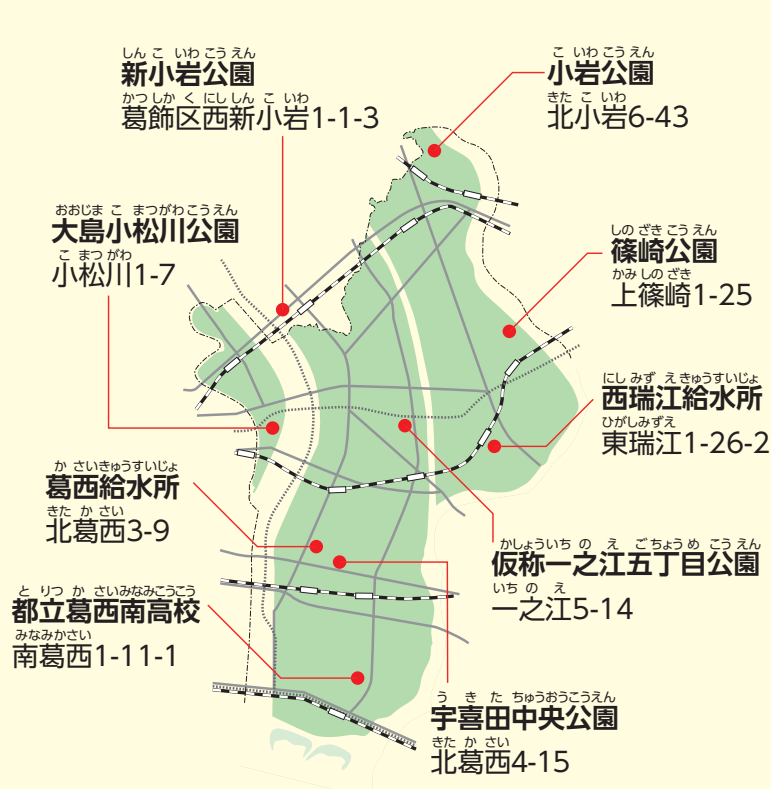 しんこいわこうえん
新小岩公園
かつしかくにししんこいわ
葛飾区西新小岩1-1-3
こいわこうえん
小岩公園
きたこいわ
北小岩6-43
おおじまこまつがわこうえん
大島小松川公園
こまつがわ
小松川1-7
しのざきこうえん
篠崎公園
かみしのざき
上篠崎1-25
にしみずえきゅうすいじょ
西瑞江給水所
ひがしみずえ
東瑞江1-26-2
かさいきゅうすいじょ
葛西給水所
きたかさい
北葛西3-9
かしょういちのえごちょうめこうえん
仮称一之江五丁目公園
いちのえ
一之江5-14
とりつかさいみなみこうこう
都立葛西南高校
みなみかさい
南葛西1-11-1
うきたちゅうおうこうえん
宇喜田中央公園
きたかさい
北葛西4-15